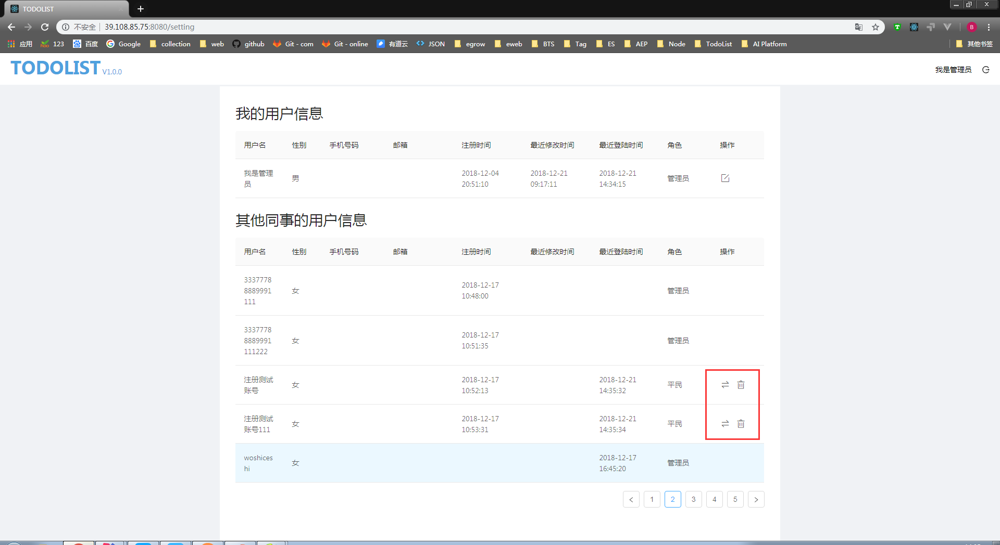 TODOLIST
不安全 39.108.85.75:8080/setting
B
应用 123 百度 Google collection web github Git - com Git - online 有道云 JSON egrow eweb BTS Tag ES AEP Node TodoList AI Platform 其他书签
TODOLIST V1.0.0
我是管理员
我的用户信息
用户名 性别 手机号码 邮箱 注册时间 最近修改时间 最近登陆时间 角色 操作
我是管理 男 2018-12-04 2018-12-21 2018-12-21 管理员
员 20:51:10 09:17:11 14:34:15
其他同事的用户信息
用户名 性别 手机号码 邮箱 注册时间 最近修改时间 最近登陆时间 角色 操作
3337778 2018-12-17
8889991 女 10:48:00 管理员
111
3337778 2018-12-17
8889991 女 10:51:35 管理员
111222
注册测试 女 2018-12-17 2018-12-21 平民
账号 10:52:13 14:35:32
注册测试 女 2018-12-17 2018-12-21 平民
账号111 10:53:31 14:35:34
woshices 女 2018-12-17 管理员
hi 16:45:20
< 1 2 3 4 5 >